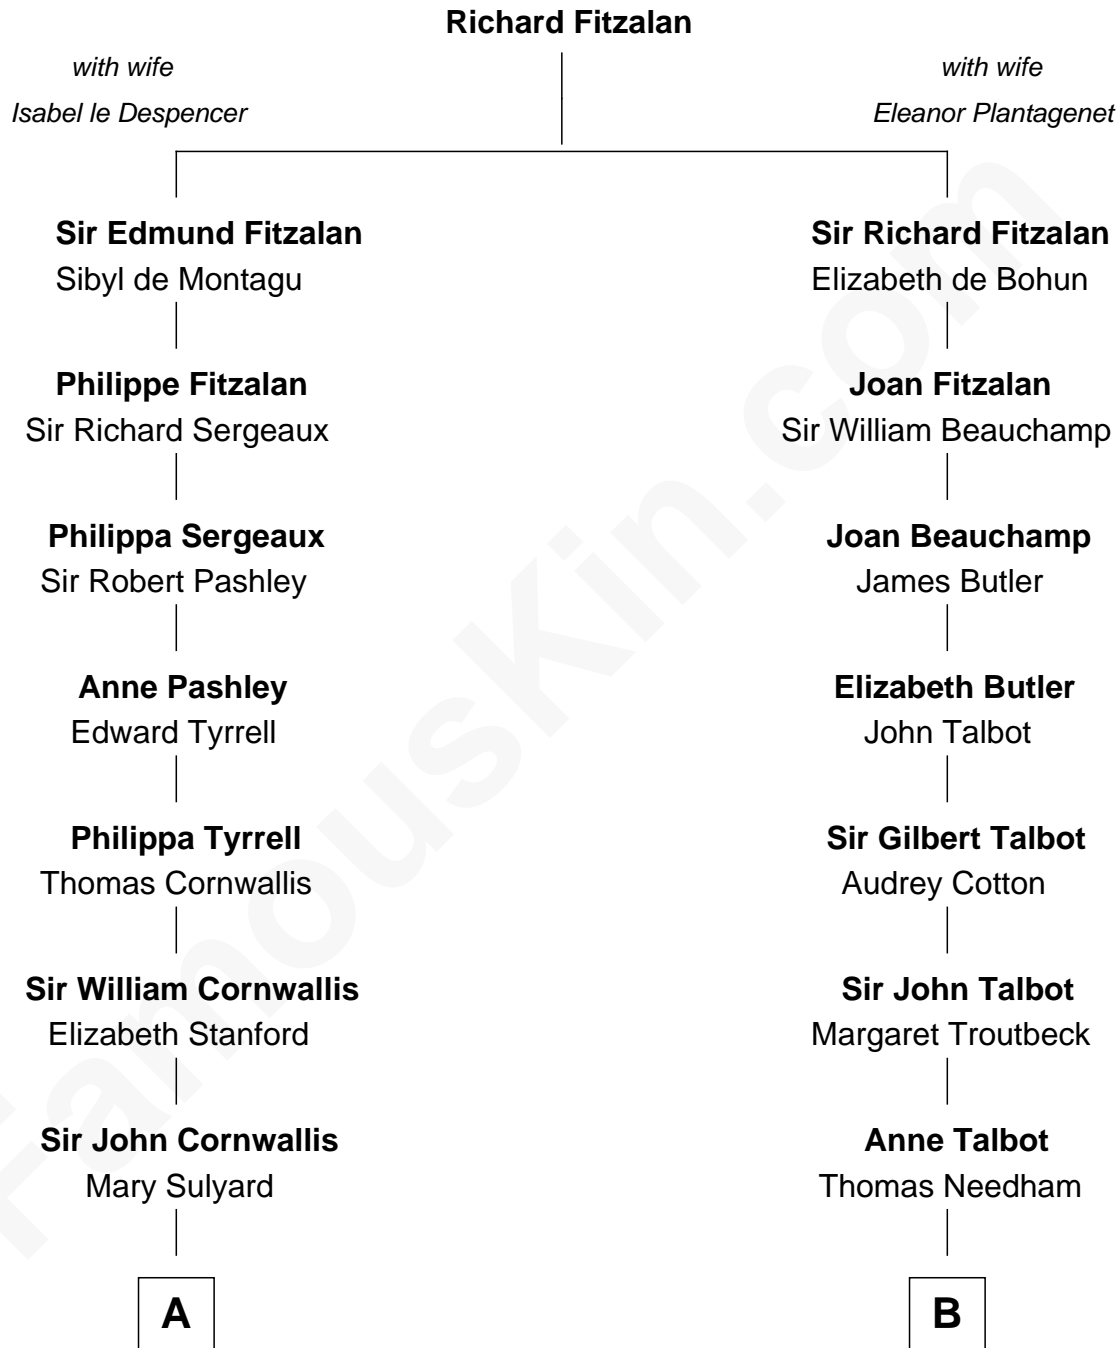 Richard Fitzalan
with wife
Isabel le Despencer
with wife
Eleanor Plantagenet
Sir Edmund Fitzalan
Sibyl de Montagu
Sir Richard Fitzalan
Elizabeth de Bohun
Philippe Fitzalan
Sir Richard Sergeaux
Joan Fitzalan
Sir William Beauchamp
Philippa Sergeaux
Sir Robert Pashley
Joan Beauchamp
James Butler
Anne Pashley
Edward Tyrrell
Elizabeth Butler
John Talbot
Philippa Tyrrell
Thomas Cornwallis
Sir Gilbert Talbot
Audrey Cotton
Sir William Cornwallis
Elizabeth Stanford
Sir John Talbot
Margaret Troutbeck
Sir John Cornwallis
Mary Sulyard
Anne Talbot
Thomas Needham
A
B
FamousKin.com